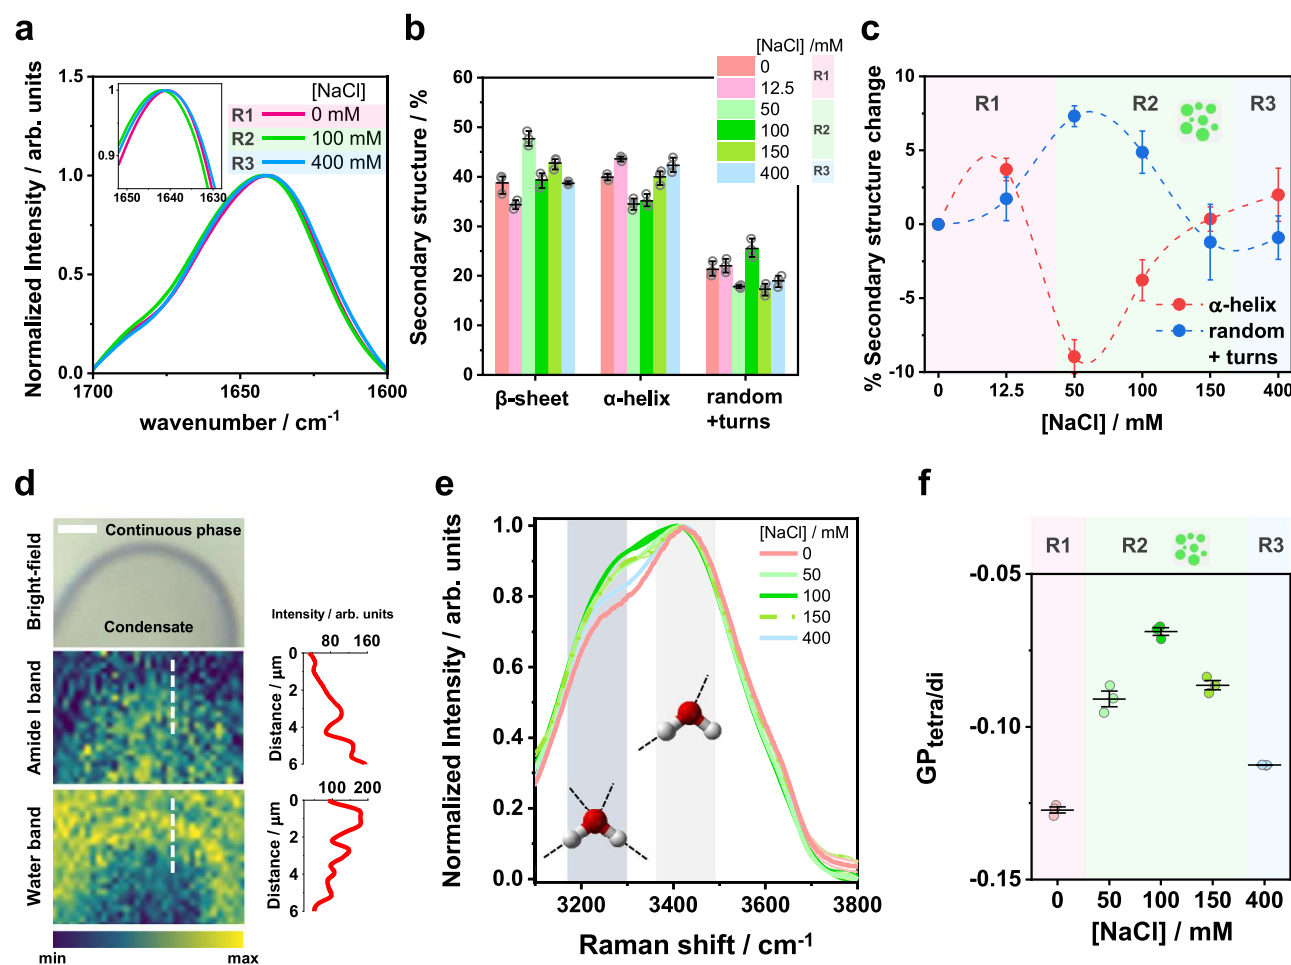 a
Normalized Intensity / arb. units
1.5
1.0
0.5
0.0
1
0.9
1650
1640
1630
[NaCl]
R1 0 mM
R2 100 mM
R3 400 mM
1700
1650
1600
wavenumber / cm⁻¹
b
Secondary structure / %
60
50
40
30
20
10
0
[NaCl] /mM
0
12.5
50
100
150
400
R1
R2
R3
β-sheet
α-helix
random
+turns
c
% Secondary structure change
10
5
0
-5
-10
R1
R2
R3
α-helix
random
+ turns
0
12.5
50
100
150
400
[NaCl] / mM
d
Bright-field
Continuous phase
Condensate
Amide I band
Water band
Intensity / arb. units
80
160
Distance / μm
0
2
4
6
100
200
Distance / μm
0
2
4
6
min
max
e
Normalized Intensity / arb. units
1.0
0.8
0.6
0.4
0.2
0.0
[NaCl] / mM
0
50
100
150
400
3200
3400
3600
3800
Raman shift / cm⁻¹
f
R1
R2
R3
GPtetra/di
-0.05
-0.10
-0.15
0
50
100
150
400
[NaCl] / mM